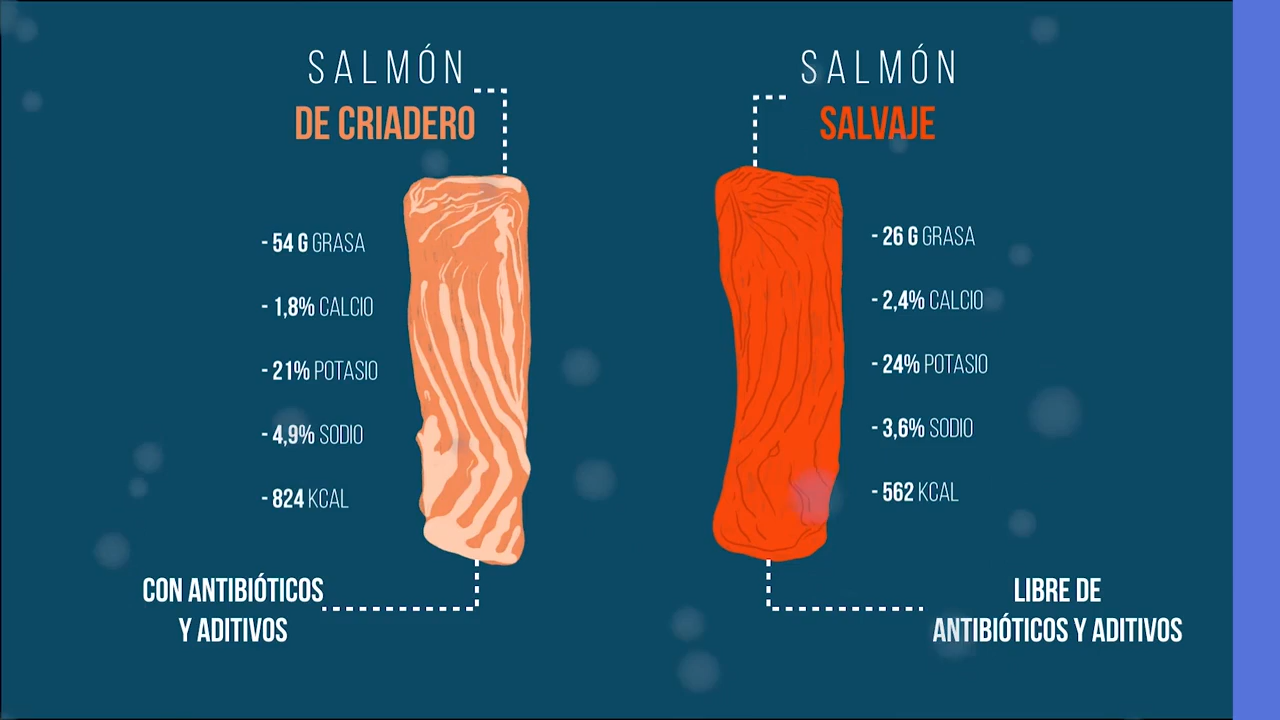 SALMÓN
DE CRIADERO
- 54 G GRASA
- 1,8% CALCIO
- 21% POTASIO
- 4,9% SODIO
- 824 KCAL
CON ANTIBIÓTICOS
Y ADITIVOS
SALMÓN
SALVAJE
- 26 G GRASA
- 2,4% CALCIO
- 24% POTASIO
- 3,6% SODIO
- 562 KCAL
LIBRE DE
ANTIBIÓTICOS Y ADITIVOS